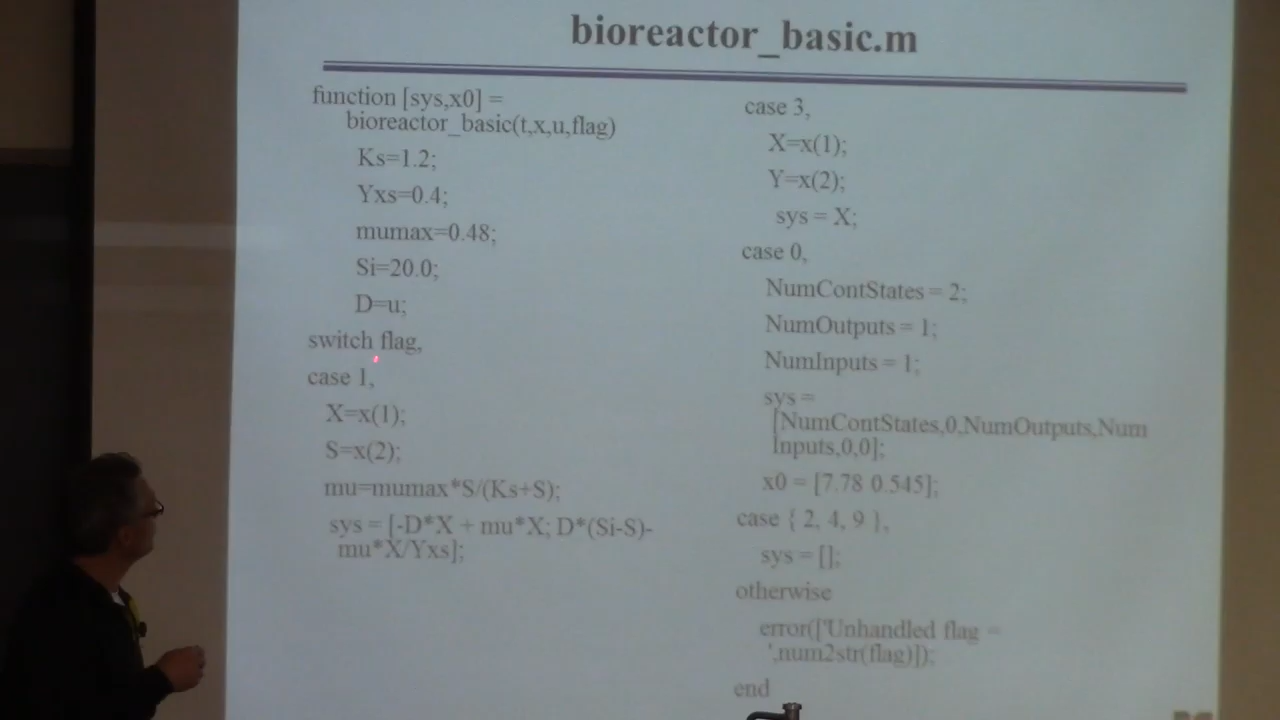 bioreactor_basic.m
function [sys,x0] =
bioreactor_basic(t,x,u,flag)
Ks=1.2;
Yxs=0.4;
mumax=0.48;
Si=20.0;
D=u;
switch flag,
case 1,
X=x(1);
S=x(2);
mu=mumax*S/(Ks+S);
sys = [-D*X + mu*X; D*(Si-S)-
mu*X/Yxs];
case 3,
X=x(1);
Y=x(2);
sys = X;
case 0,
NumContStates = 2;
NumOutputs = 1;
NumInputs = 1;
sys =
[NumContStates,0,NumOutputs,Num
Inputs,0,0];
x0 = [7.78 0.545];
case { 2, 4, 9 },
sys = [];
otherwise
error(['Unhandled flag =
',num2str(flag)]);
end